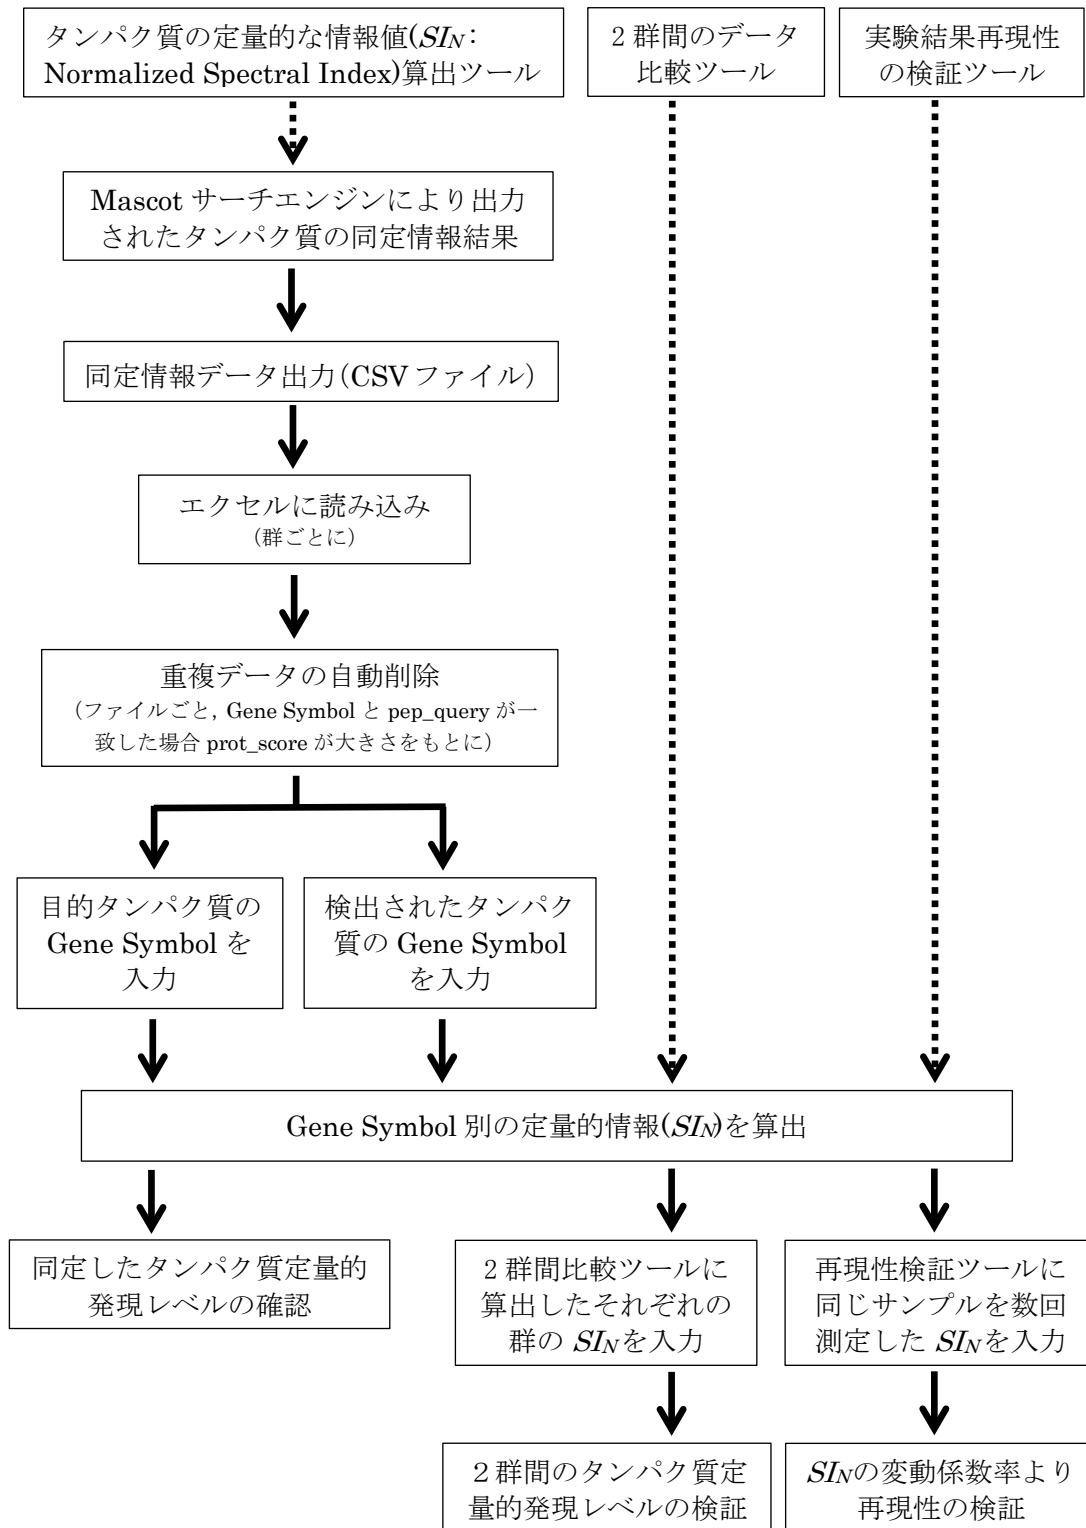 タンパク質の定量的な情報値(SIN:
Normalized Spectral Index)算出ツール
2 群間のデータ
比較ツール
実験結果再現性
の検証ツール
Mascot サーチエンジンにより出力
されたタンパク質の同定情報結果
同定情報データ出力(CSV ファイル)
エクセルに読み込み
(群ごとに)
重複データの自動削除
(ファイルごと, Gene Symbol と pep_query が一
致した場合 prot_score が大きさをもとに)
目的タンパク質の
Gene Symbol を
入力
検出されたタンパク
質の Gene Symbol
を入力
Gene Symbol 別の定量的情報(SIN)を算出
同定したタンパク質定量的
発現レベルの確認
2 群間比較ツールに
算出したそれぞれの
群の SINを入力
再現性検証ツールに
同じサンプルを数回
測定した SINを入力
2 群間のタンパク質定
量的発現レベルの検証
SINの変動係数率より
再現性の検証